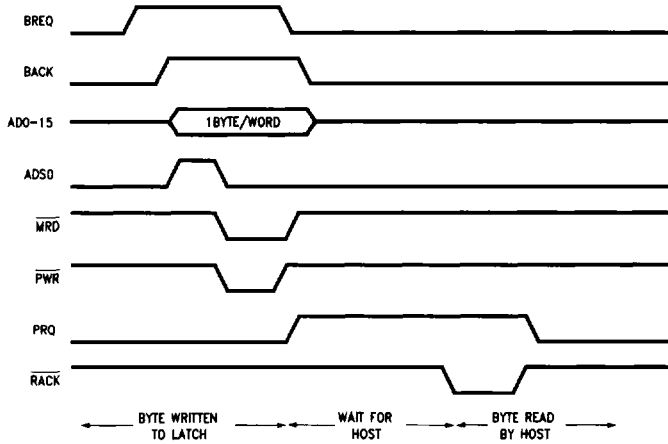 BREQ
BACK
AD0-15
1BYTE/WORD
ADS0
MRD
PWR
PRQ
RACK
BYTE WRITTEN
TO LATCH
WAIT FOR
HOST
BYTE READ
BY HOST